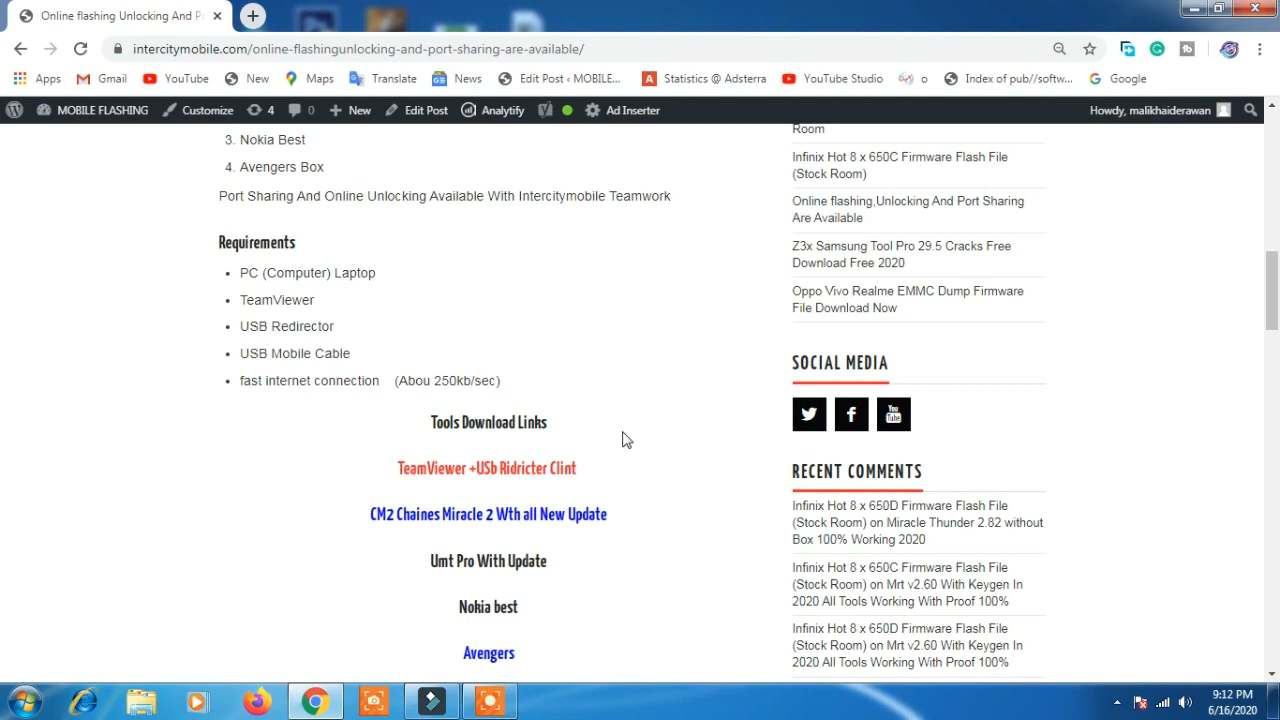 Online flashing Unlocking And Po
intercitymobile.com/online-flashingunlocking-and-port-sharing-are-available/
Apps
Gmail
YouTube
New
Maps
Translate
News
Edit Post ‹ MOBILE...
Statistics @ Adsterra
YouTube Studio
o
Index of pub//softw...
Google
MOBILE FLASHING
Customize
4
0
New
Edit Post
Analytify
Ad Inserter
Howdy, malikhaiderawan
3. Nokia Best
4. Avengers Box
Port Sharing And Online Unlocking Available With Intercitymobile Teamwork
Requirements
PC (Computer) Laptop
TeamViewer
USB Redirector
USB Mobile Cable
fast internet connection (Abou 250kb/sec)
Tools Download Links
TeamViewer +USb Ridricter Clint
CM2 Chaines Miracle 2 Wth all New Update
Umt Pro With Update
Nokia best
Avengers
Room
Infinix Hot 8 x 650C Firmware Flash File
(Stock Room)
Online flashing,Unlocking And Port Sharing
Are Available
Z3x Samsung Tool Pro 29.5 Cracks Free
Download Free 2020
Oppo Vivo Realme EMMC Dump Firmware
File Download Now
SOCIAL MEDIA
You
Tube
RECENT COMMENTS
Infinix Hot 8 x 650D Firmware Flash File
(Stock Room) on Miracle Thunder 2.82 without
Box 100% Working 2020
Infinix Hot 8 x 650C Firmware Flash File
(Stock Room) on Mrt v2.60 With Keygen In
2020 All Tools Working With Proof 100%
Infinix Hot 8 x 650D Firmware Flash File
(Stock Room) on Mrt v2.60 With Keygen In
2020 All Tools Working With Proof 100%
9:12 PM
6/16/2020